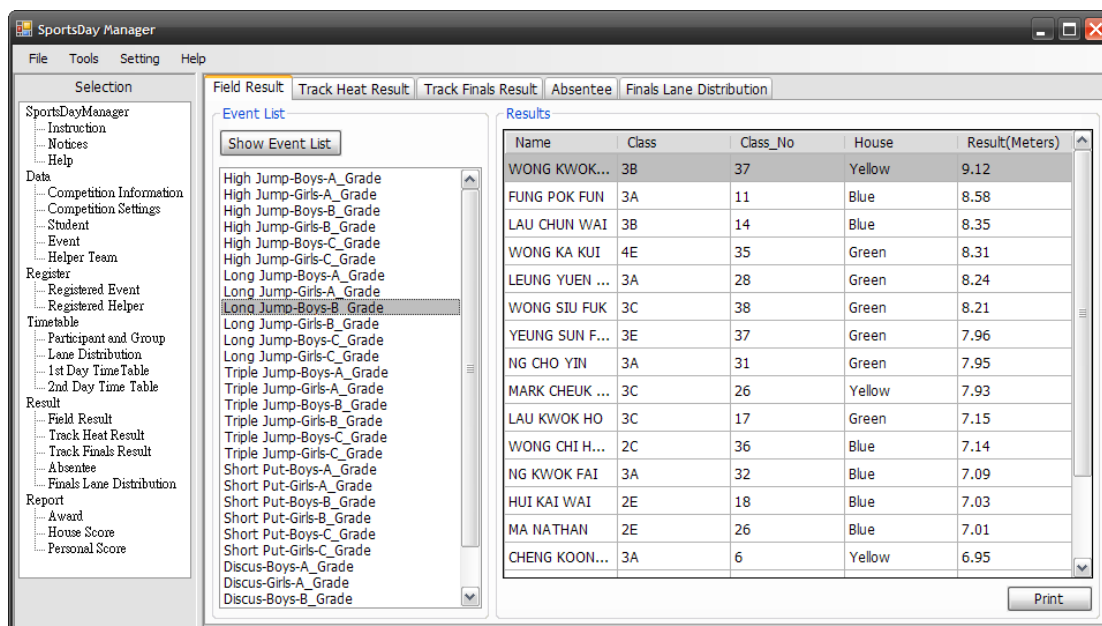 SportsDay Manager
File Tools Setting Help
Selection
SportsDayManager
Instruction
Notices
Help
Data
Competition Information
Competition Settings
Student
Event
Helper Team
Register
Registered Event
Registered Helper
Timetable
Participant and Group
Lane Distribution
1st Day TimeTable
2nd Day Time Table
Result
Field Result
Track Heat Result
Track Finals Result
Absentee
Finals Lane Distribution
Report
Award
House Score
Personal Score
Field Result Track Heat Result Track Finals Result Absentee Finals Lane Distribution
Event List
Show Event List
High Jump-Boys-A_Grade
High Jump-Girls-A_Grade
High Jump-Boys-B_Grade
High Jump-Girls-B_Grade
High Jump-Boys-C_Grade
High Jump-Girls-C_Grade
Long Jump-Boys-A_Grade
Long Jump-Girls-A_Grade
Long Jump-Boys-B_Grade
Long Jump-Girls-B_Grade
Long Jump-Boys-C_Grade
Long Jump-Girls-C_Grade
Triple Jump-Boys-A_Grade
Triple Jump-Girls-A_Grade
Triple Jump-Boys-B_Grade
Triple Jump-Girls-B_Grade
Triple Jump-Boys-C_Grade
Triple Jump-Girls-C_Grade
Short Put-Boys-A_Grade
Short Put-Girls-A_Grade
Short Put-Boys-B_Grade
Short Put-Girls-B_Grade
Short Put-Boys-C_Grade
Short Put-Girls-C_Grade
Discus-Boys-A_Grade
Discus-Girls-A_Grade
Discus-Boys-B_Grade
Results
Name Class Class_No House Result(Meters)
WONG KWOK... 3B 37 Yellow 9.12
FUNG POK FUN 3A 11 Blue 8.58
LAU CHUN WAI 3B 14 Blue 8.35
WONG KA KUI 4E 35 Green 8.31
LEUNG YUEN ... 3A 28 Green 8.24
WONG SIU FUK 3C 38 Green 8.21
YEUNG SUN F... 3E 37 Green 7.96
NG CHO YIN 3A 31 Green 7.95
MARK CHEUK ... 3C 26 Yellow 7.93
LAU KWOK HO 3C 17 Green 7.15
WONG CHI H... 2C 36 Blue 7.14
NG KWOK FAI 3A 32 Blue 7.09
HUI KAI WAI 2E 18 Blue 7.03
MA NATHAN 2E 26 Blue 7.01
CHENG KOON... 3A 6 Yellow 6.95
Print